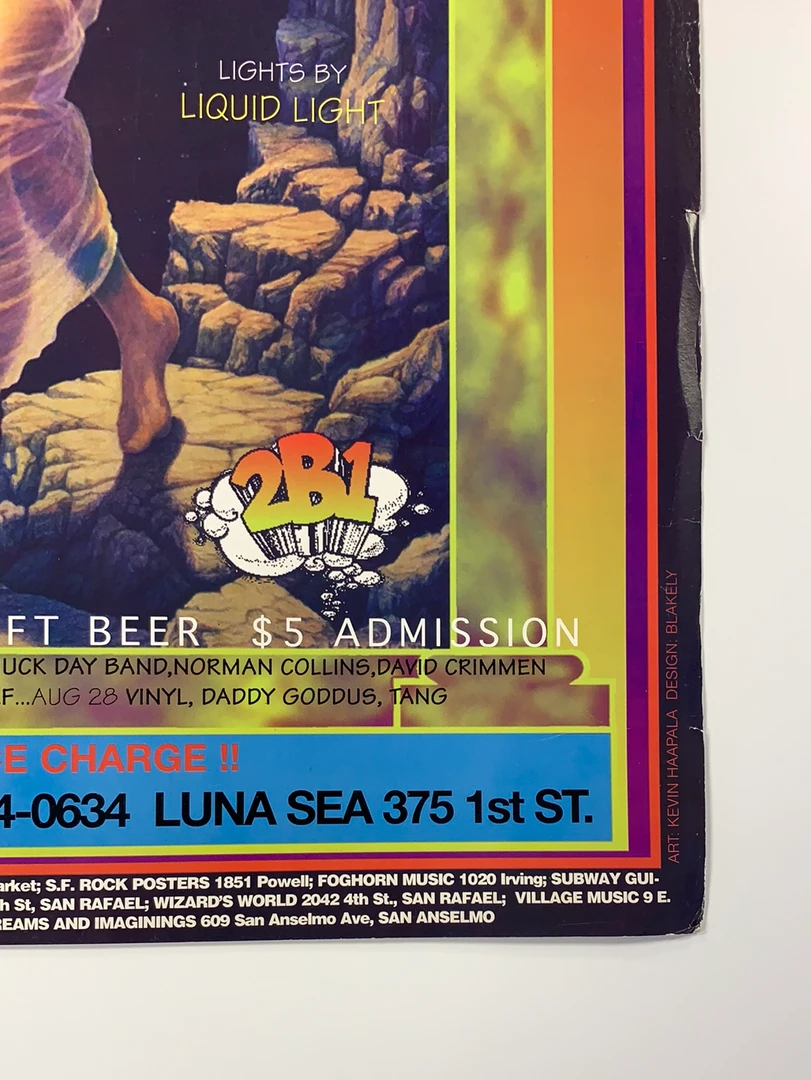 LIGHTS BY
LIQUID LIGHT
2B1
FT BEER $5 ADMISSION
UCK DAY BAND,NORMAN COLLINS,DAVID CRIMMEN
F...AUG 28 VINYL, DADDY GODDUS, TANG
E CHARGE !!
4-0634 LUNA SEA 375 1st ST.
arket; S.F. ROCK POSTERS 1851 Powell; FOGHORN MUSIC 1020 Irving; SUBWAY GUI-
h St, SAN RAFAEL; WIZARD'S WORLD 2042 4th St., SAN RAFAEL; VILLAGE MUSIC 9 E.
REAMS AND IMAGININGS 609 San Anselmo Ave, SAN ANSELMO
ART: KEVIN HAAPALA DESIGN: BLAKELY